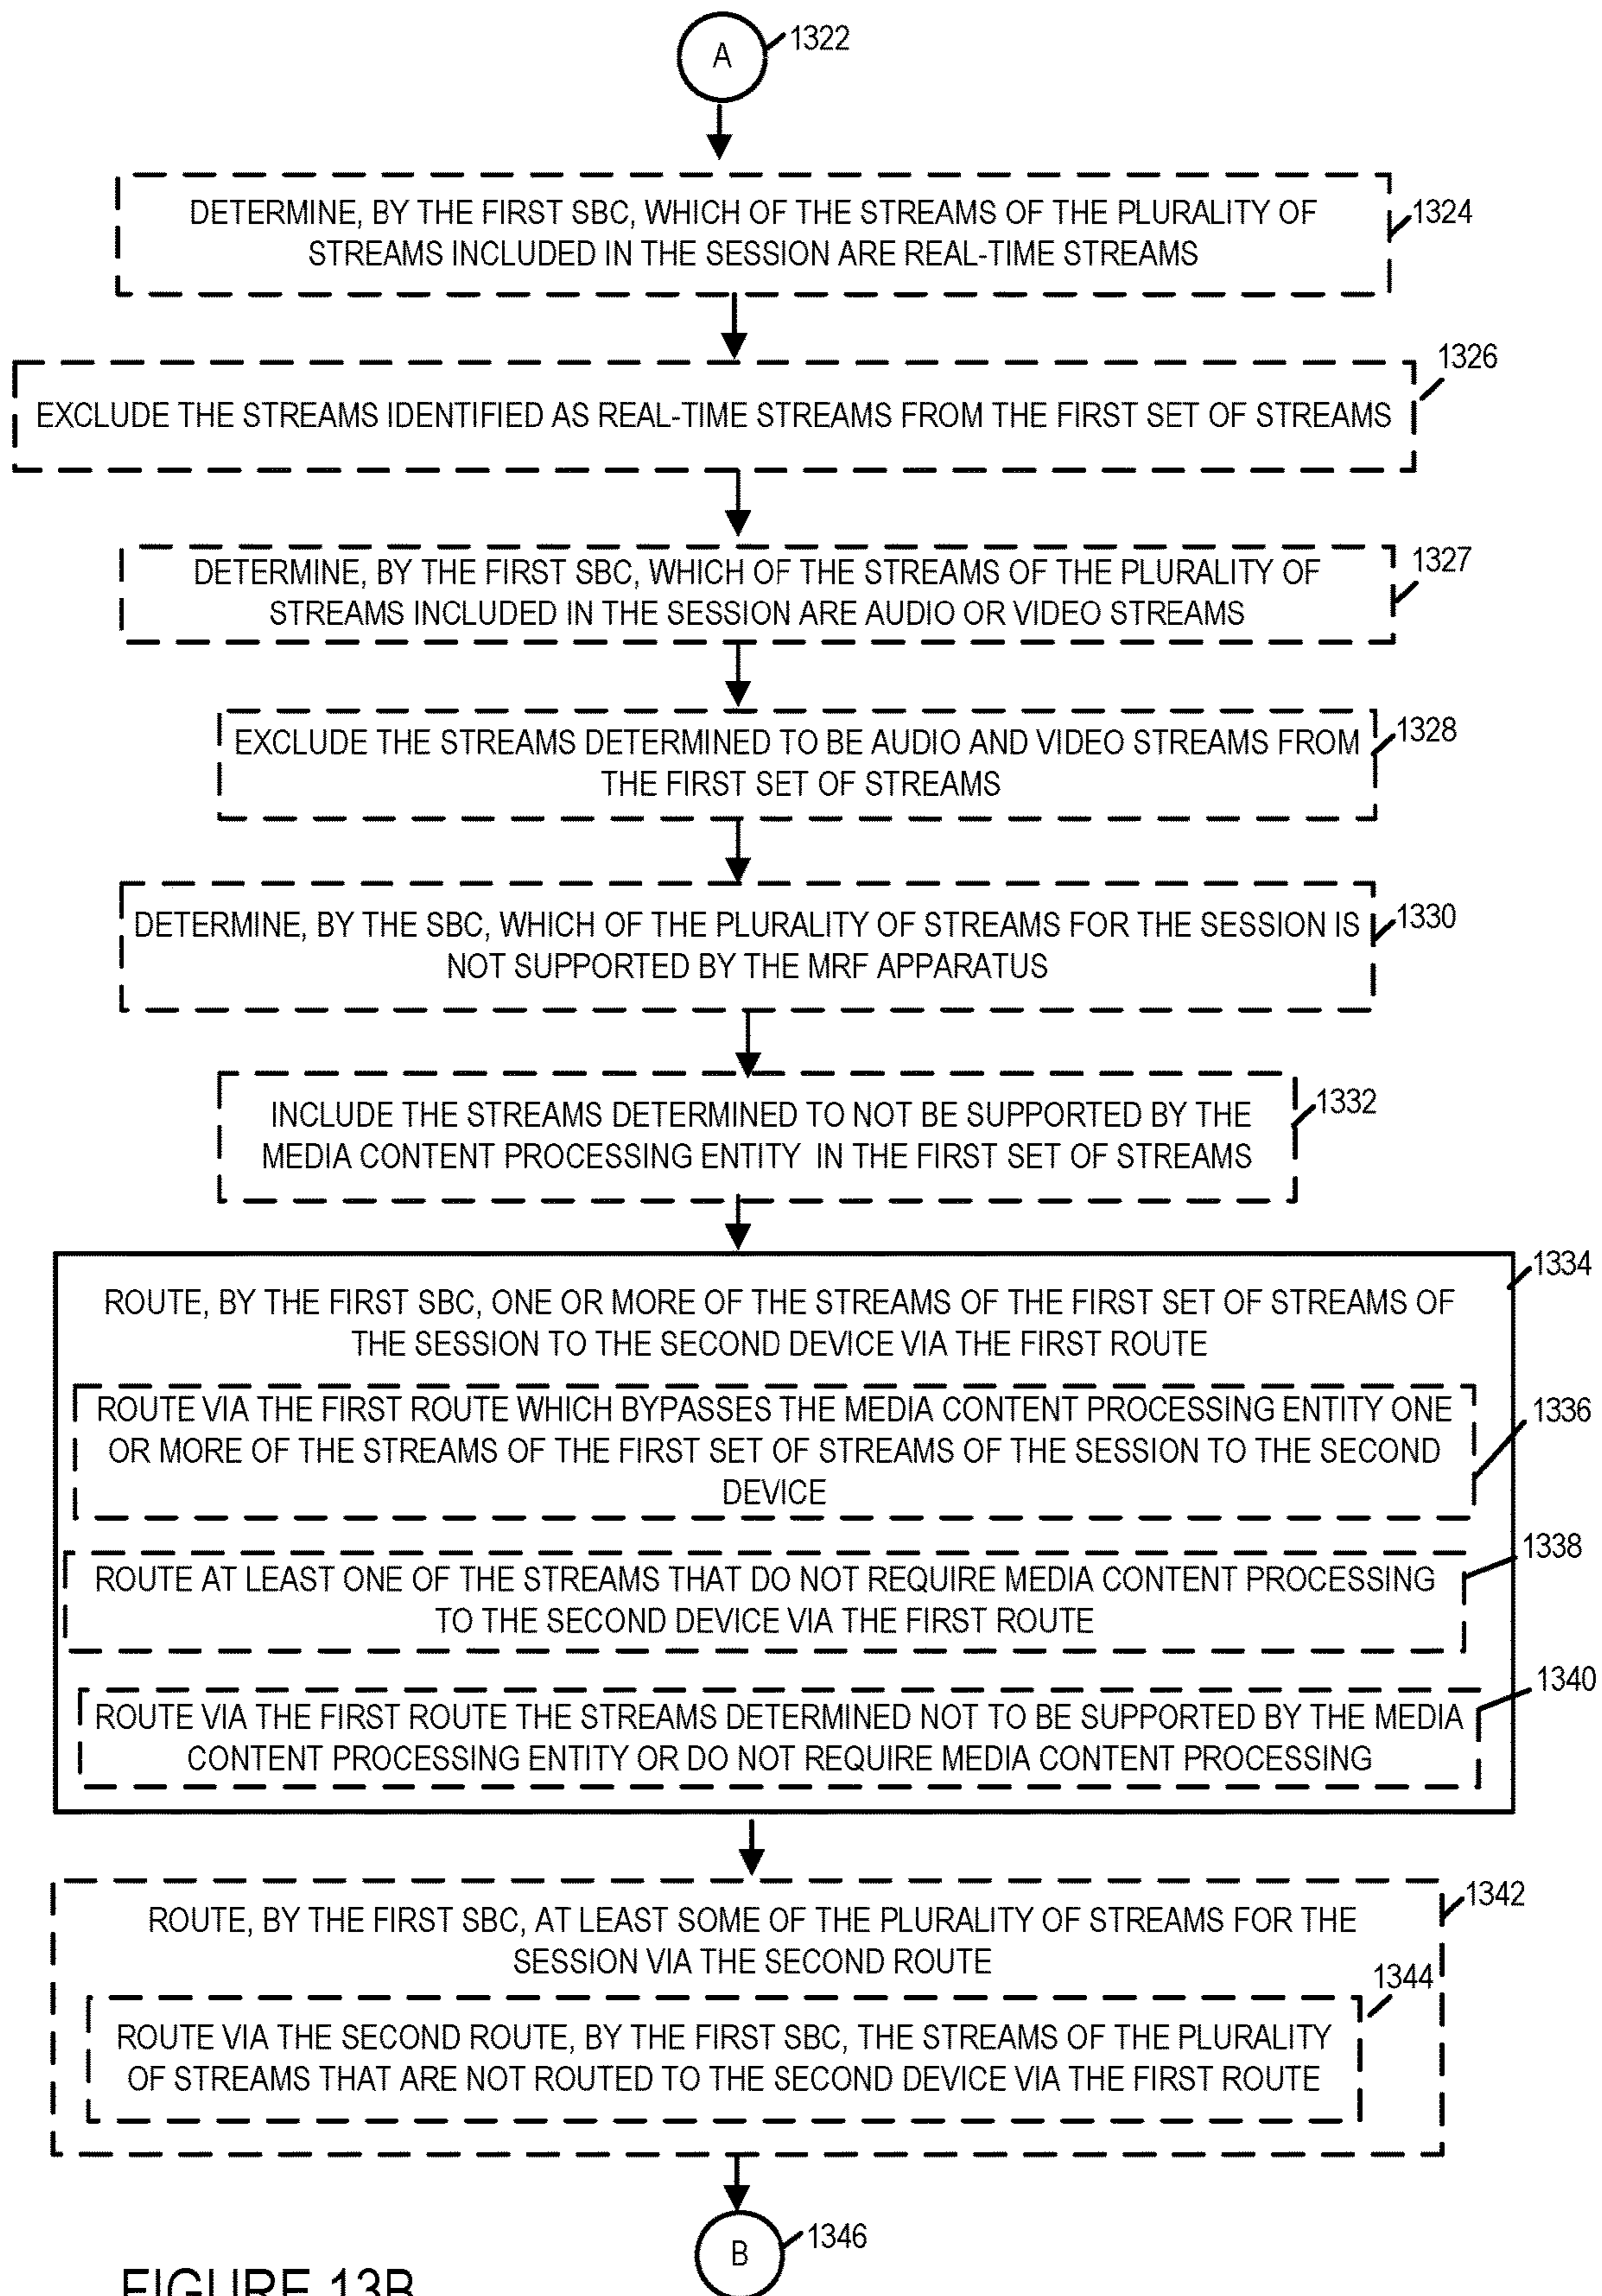 A
1322
DETERMINE, BY THE FIRST SBC, WHICH OF THE STREAMS OF THE PLURALITY OF
STREAMS INCLUDED IN THE SESSION ARE REAL-TIME STREAMS
1324
1326
EXCLUDE THE STREAMS IDENTIFIED AS REAL-TIME STREAMS FROM THE FIRST SET OF STREAMS
DETERMINE, BY THE FIRST SBC, WHICH OF THE STREAMS OF THE PLURALITY OF
STREAMS INCLUDED IN THE SESSION ARE AUDIO OR VIDEO STREAMS
1327
EXCLUDE THE STREAMS DETERMINED TO BE AUDIO AND VIDEO STREAMS FROM
THE FIRST SET OF STREAMS
1328
DETERMINE, BY THE SBC, WHICH OF THE PLURALITY OF STREAMS FOR THE SESSION IS
NOT SUPPORTED BY THE MRF APPARATUS
1330
INCLUDE THE STREAMS DETERMINED TO NOT BE SUPPORTED BY THE
MEDIA CONTENT PROCESSING ENTITY IN THE FIRST SET OF STREAMS
1332
1334
ROUTE, BY THE FIRST SBC, ONE OR MORE OF THE STREAMS OF THE FIRST SET OF STREAMS OF
THE SESSION TO THE SECOND DEVICE VIA THE FIRST ROUTE
ROUTE VIA THE FIRST ROUTE WHICH BYPASSES THE MEDIA CONTENT PROCESSING ENTITY ONE
OR MORE OF THE STREAMS OF THE FIRST SET OF STREAMS OF THE SESSION TO THE SECOND
DEVICE
1336
1338
ROUTE AT LEAST ONE OF THE STREAMS THAT DO NOT REQUIRE MEDIA CONTENT PROCESSING
TO THE SECOND DEVICE VIA THE FIRST ROUTE
1340
ROUTE VIA THE FIRST ROUTE THE STREAMS DETERMINED NOT TO BE SUPPORTED BY THE MEDIA
CONTENT PROCESSING ENTITY OR DO NOT REQUIRE MEDIA CONTENT PROCESSING
1342
ROUTE, BY THE FIRST SBC, AT LEAST SOME OF THE PLURALITY OF STREAMS FOR THE
SESSION VIA THE SECOND ROUTE
1344
ROUTE VIA THE SECOND ROUTE, BY THE FIRST SBC, THE STREAMS OF THE PLURALITY
OF STREAMS THAT ARE NOT ROUTED TO THE SECOND DEVICE VIA THE FIRST ROUTE
B
1346
FIGURE 13B